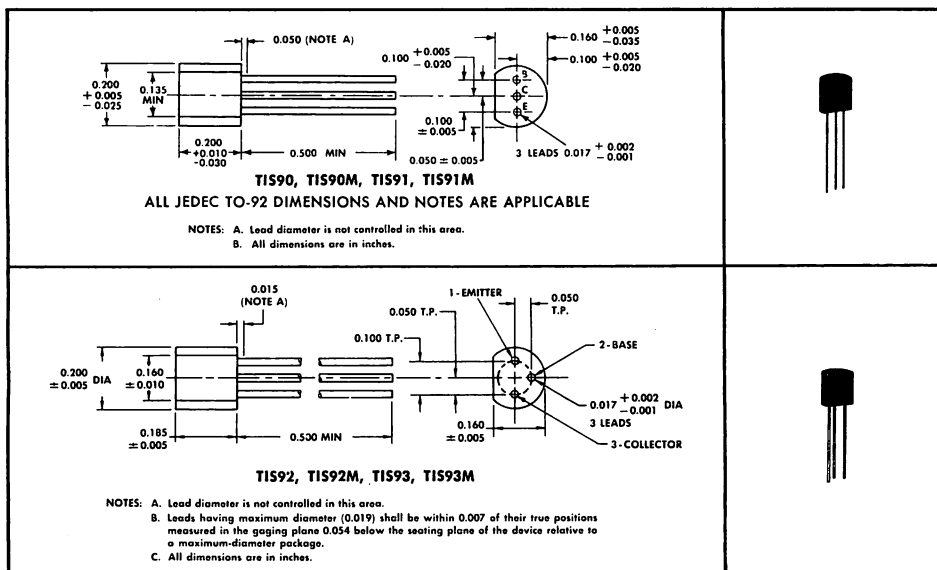 0.050 (NOTE A)
0.200
+ 0.005
- 0.025
0.135
MIN
0.200
+0.010
-0.030
0.500 MIN
0.100 + 0.005
- 0.020
0.160 + 0.005
- 0.035
0.100 + 0.005
- 0.020
B
C
E
0.100
± 0.005
0.050 ± 0.005
3 LEADS 0.017 + 0.002
- 0.001
TIS90, TIS90M, TIS91, TIS91M
ALL JEDEC TO-92 DIMENSIONS AND NOTES ARE APPLICABLE
NOTES: A. Lead diameter is not controlled in this area.
B. All dimensions are in inches.
0.015
(NOTE A)
1-EMITTER
0.050
T.P.
0.050 T.P.
0.100 T.P.
2-BASE
0.200
± 0.005 DIA
0.160
± 0.010
0.017 + 0.002
- 0.001 DIA
3 LEADS
0.185
± 0.005
0.500 MIN
0.160
± 0.005
3-COLLECTOR
TIS92, TIS92M, TIS93, TIS93M
NOTES: A. Lead diameter is not controlled in this area.
B. Leads having maximum diameter (0.019) shall be within 0.007 of their true positions
measured in the gaging plane 0.054 below the seating plane of the device relative to
a maximum-diameter package.
C. All dimensions are in inches.